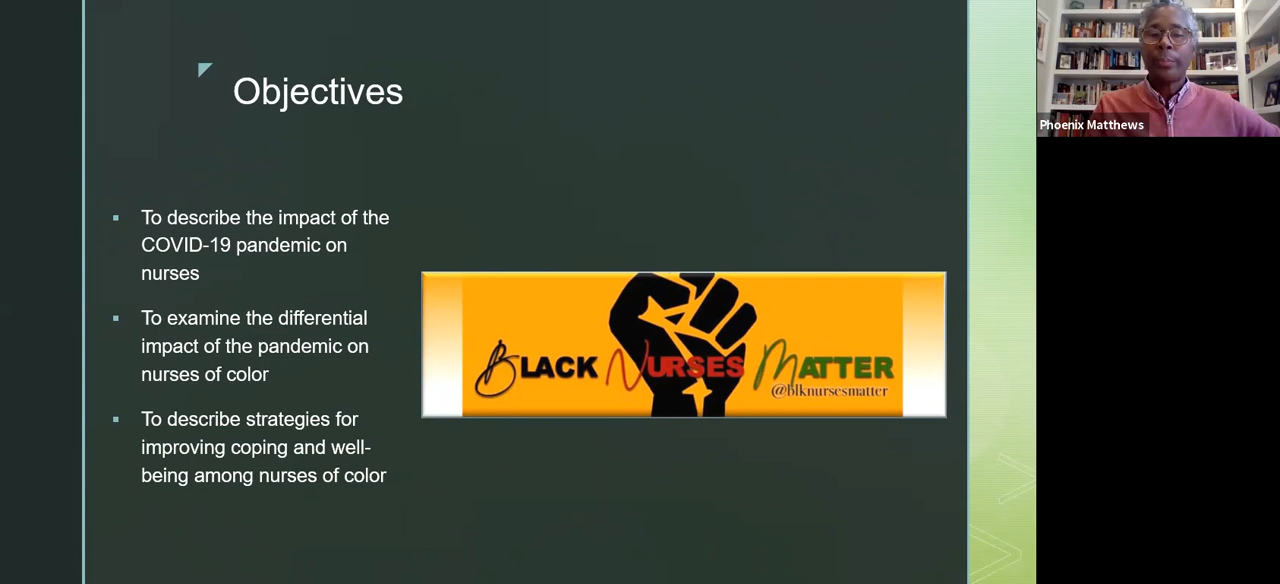 Objectives
To describe the impact of the
COVID-19 pandemic on
nurses
To examine the differential
impact of the pandemic on
nurses of color
To describe strategies for
improving coping and well-
being among nurses of color
BLACK NURSES MATTER
@blknursesmatter
Phoenix Matthews